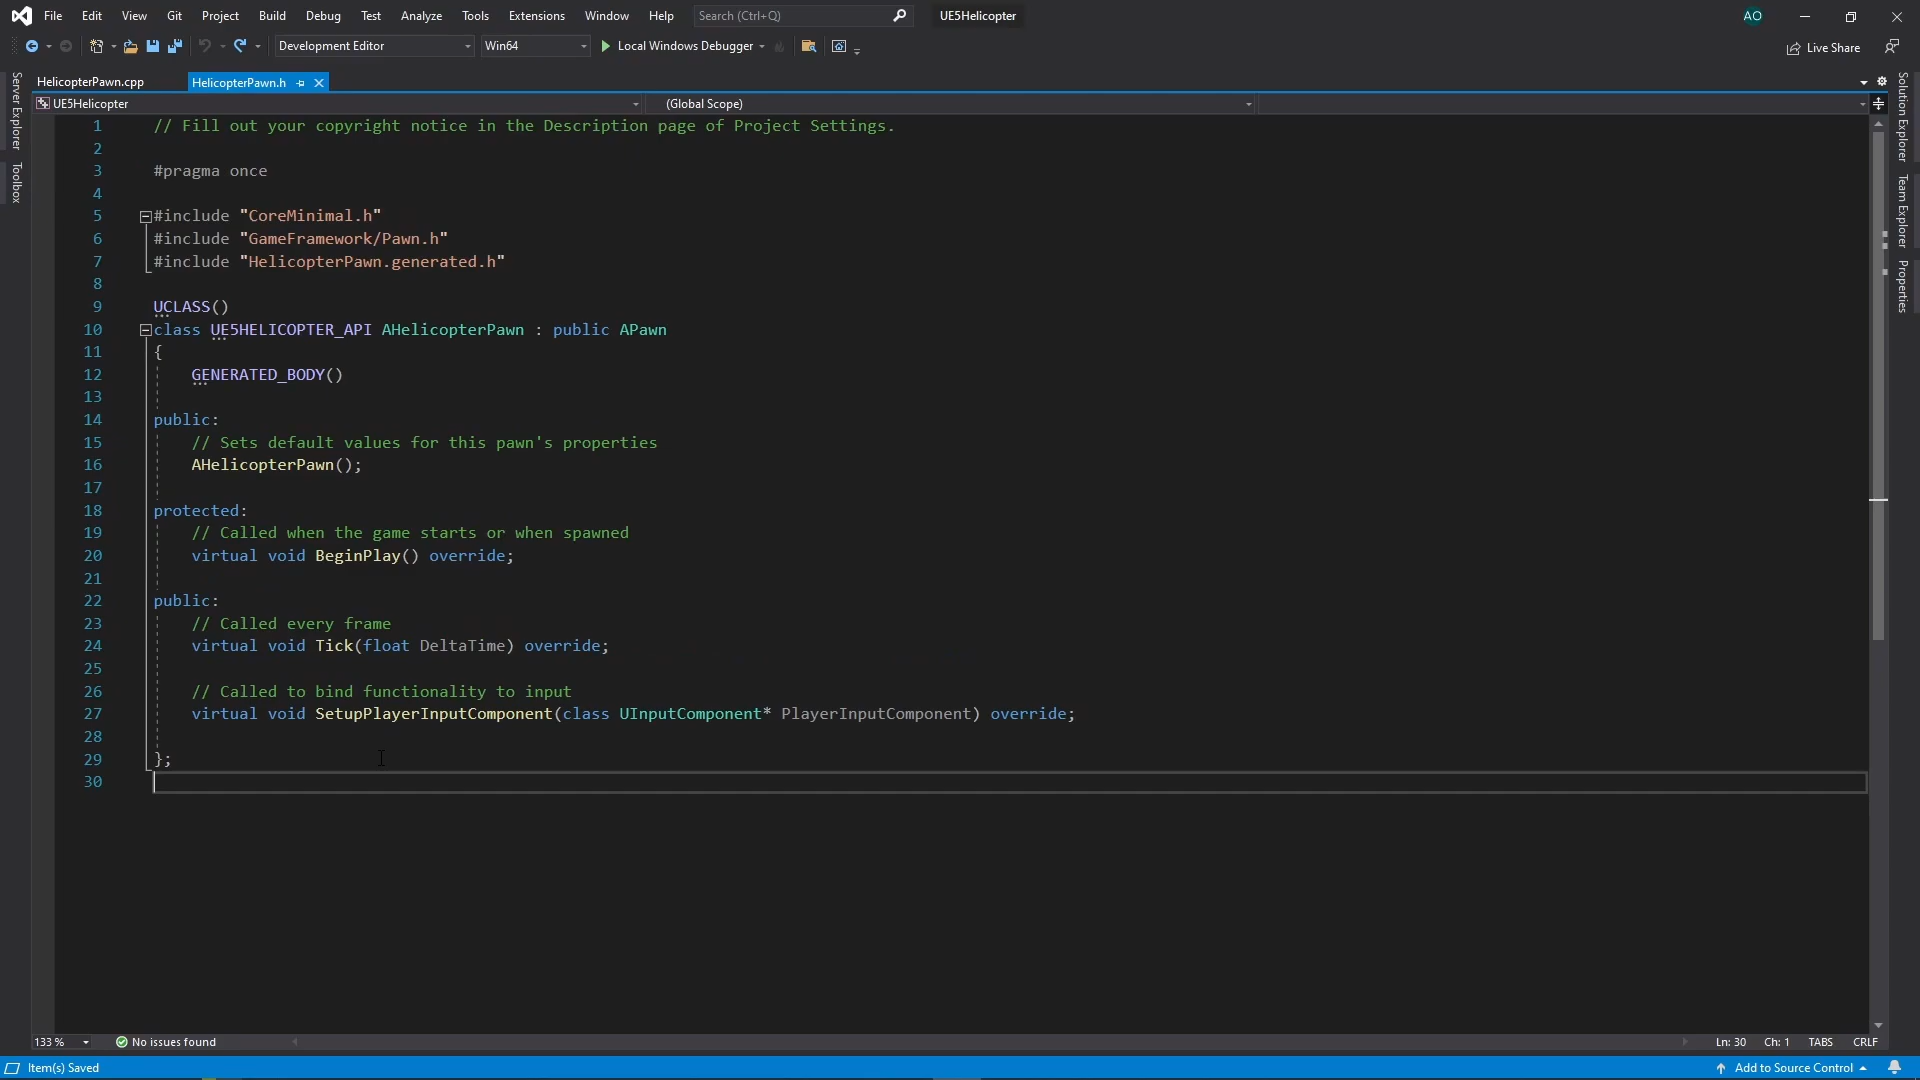 File Edit View Git Project Build Debug Test Analyze Tools Extensions Window Help Search (Ctrl+Q) UE5Helicopter AO
Development Editor Win64 Local Windows Debugger Live Share
HelicopterPawn.cpp HelicopterPawn.h
UE5Helicopter (Global Scope)
Server Explorer
Toolbox
Solution Explorer
Team Explorer
Properties
1 // Fill out your copyright notice in the Description page of Project Settings.
2
3 #pragma once
4
5 #include "CoreMinimal.h"
6 #include "GameFramework/Pawn.h"
7 #include "HelicopterPawn.generated.h"
8
9 UCLASS()
10 class UE5HELICOPTER_API AHelicopterPawn : public APawn
11 {
12 GENERATED_BODY()
13
14 public:
15 // Sets default values for this pawn's properties
16 AHelicopterPawn();
17
18 protected:
19 // Called when the game starts or when spawned
20 virtual void BeginPlay() override;
21
22 public:
23 // Called every frame
24 virtual void Tick(float DeltaTime) override;
25
26 // Called to bind functionality to input
27 virtual void SetupPlayerInputComponent(class UInputComponent* PlayerInputComponent) override;
28
29 };
30
133 % No issues found Ln: 30 Ch: 1 TABS CRLF
Item(s) Saved Add to Source Control